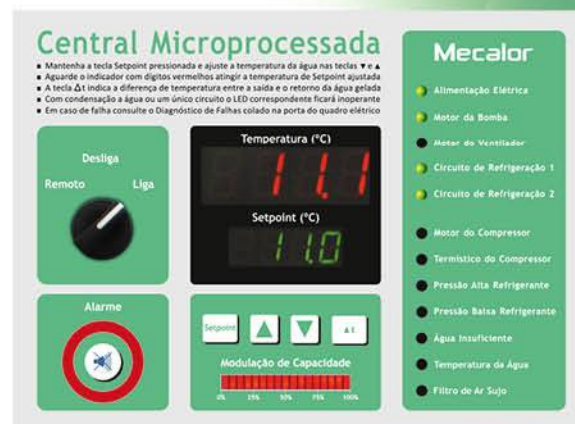 Central Microprocessada
Mantenha a tecla Setpoint pressionada e ajuste a temperatura da água nas teclas ▼ e ▲
Aguarde o indicador com dígitos vermelhos atingir a temperatura de Setpoint ajustada
A tecla Δt indica a diferença de temperatura entre a saída e o retorno da água gelada
Com condensação a água ou um único circuito o LED correspondente ficará inoperante
Em caso de falha consulte o Diagnóstico de Falhas colado na porta do quadro elétrico
Desliga
Remoto
Liga
Temperatura (°C)
11.1
Setpoint (°C)
11.0
Alarme
Setpoint
Δt
Modulação de Capacidade
0%
25%
50%
75%
100%
Mecalor
Alimentação Elétrica
Motor da Bomba
Motor do Ventilador
Circuito de Refrigeração 1
Circuito de Refrigeração 2
Motor do Compressor
Termístico do Compressor
Pressão Alta Refrigerante
Pressão Baixa Refrigerante
Água Insuficiente
Temperatura da Água
Filtro de Ar Sujo